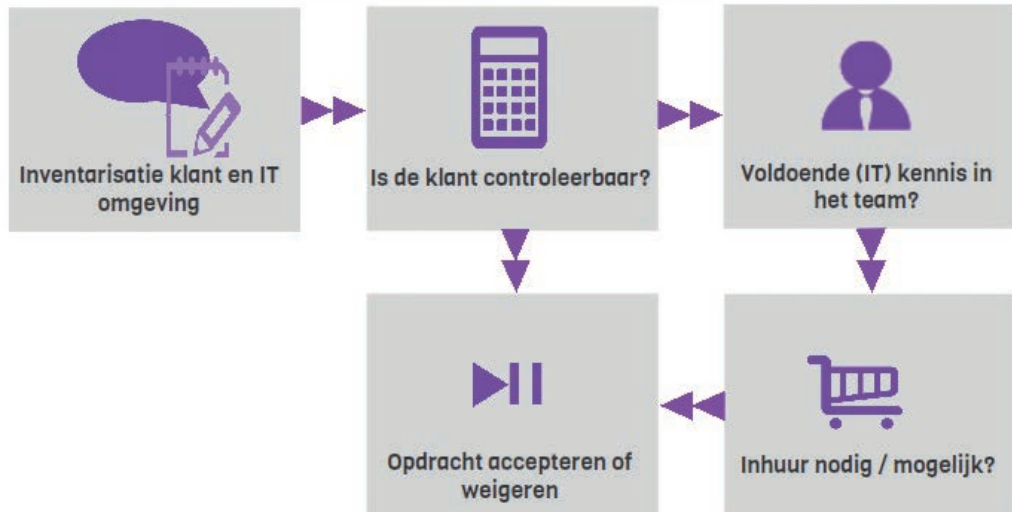 Inventarisatie klant en IT
omgeving
Is de klant controleerbaar?
Voldoende (IT) kennis in
het team?
Opdracht accepteren of
weigeren
Inhuur nodig / mogelijk?